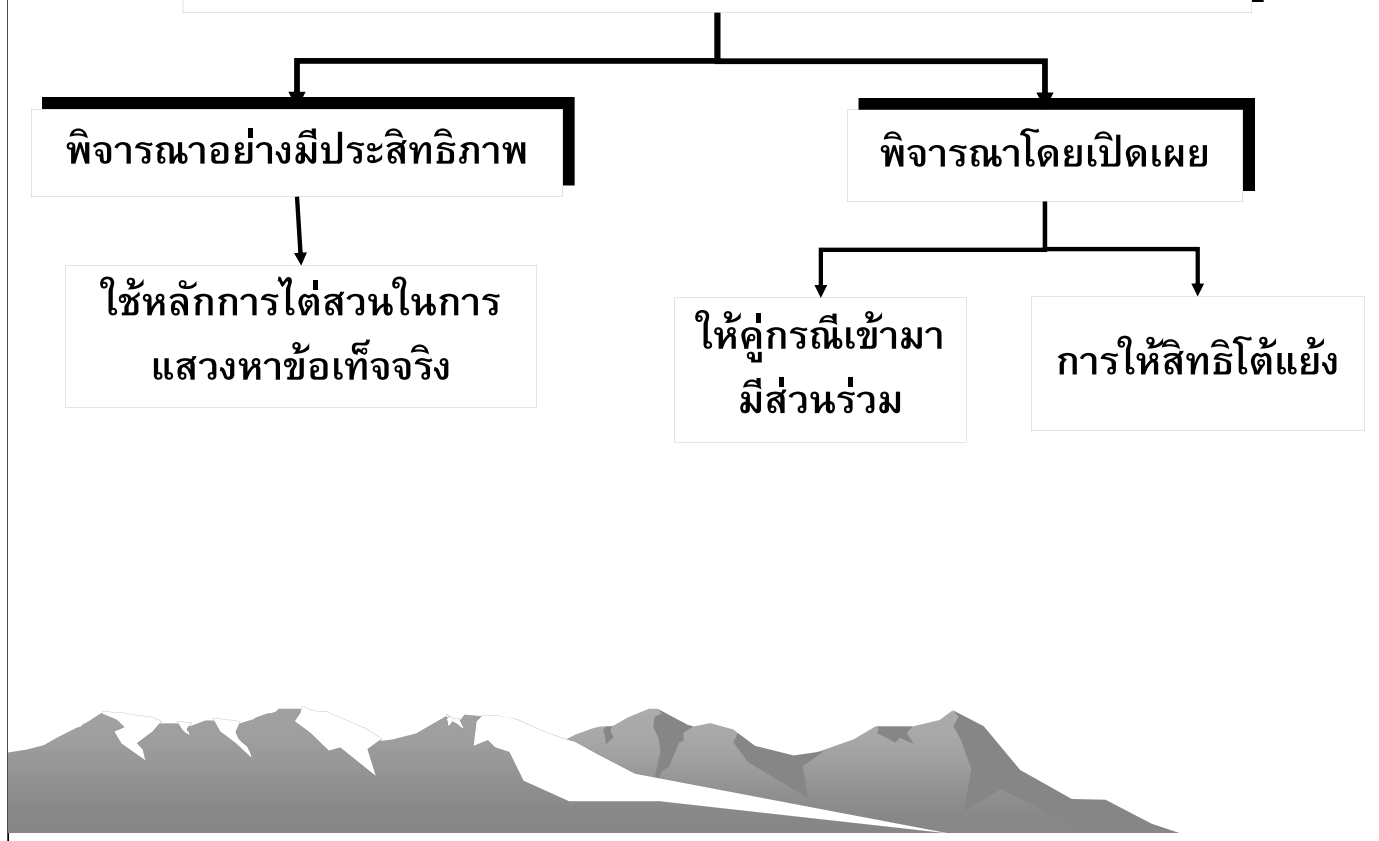 พิจารณาอย่างมีประสิทธิภาพ
พิจารณาโดยเปิดเผย
ใช้หลักการไต่สวนในการ
แสวงหาข้อเท็จจริง
ให้คู่กรณีเข้ามา
มีส่วนร่วม
การให้สิทธิโต้แย้ง